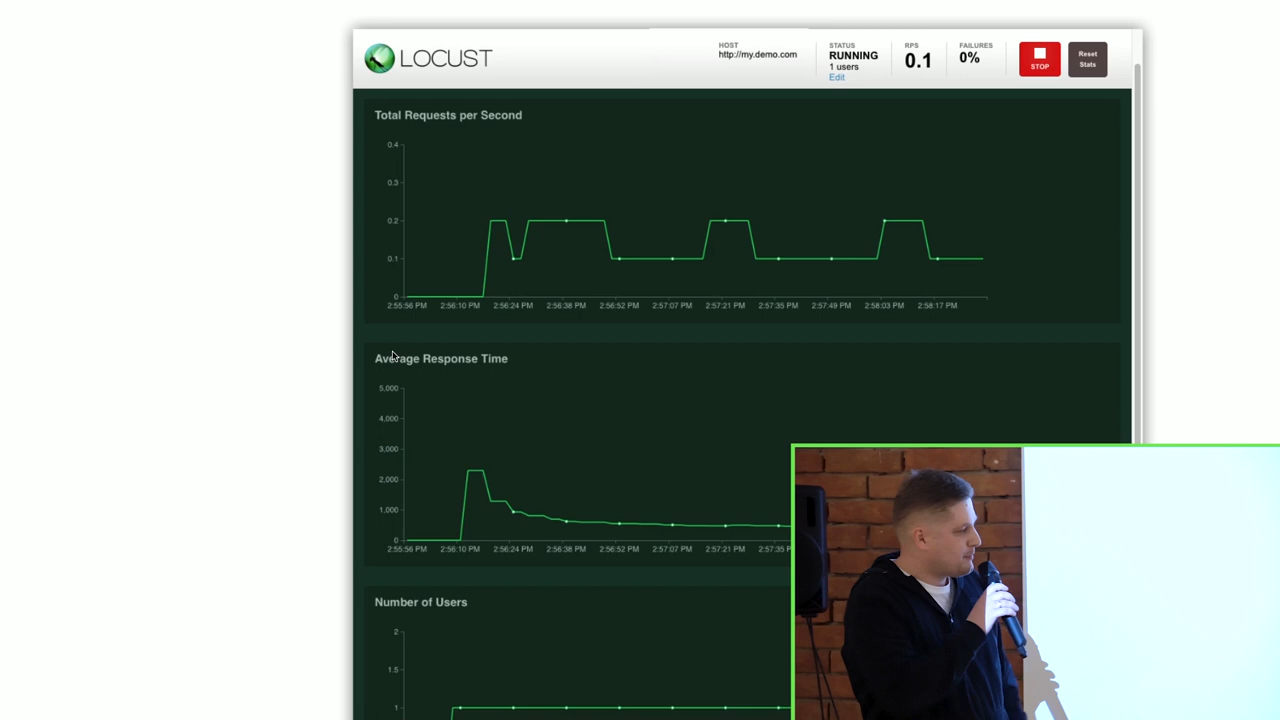 LOCUST
HOST
http://my.demo.com
STATUS
RUNNING
1 users
Edit
RPS
0.1
FAILURES
0%
STOP
Reset
Stats
Total Requests per Second
0.4
0.3
0.2
0.1
0
2:55:56 PM 2:56:10 PM 2:56:24 PM 2:56:38 PM 2:56:52 PM 2:57:07 PM 2:57:21 PM 2:57:35 PM 2:57:49 PM 2:58:03 PM 2:58:17 PM
Average Response Time
5,000
4,000
3,000
2,000
1,000
0
2:55:56 PM 2:56:10 PM 2:56:24 PM 2:56:38 PM 2:56:52 PM 2:57:07 PM 2:57:21 PM 2:57:35
Number of Users
2
1.5
1